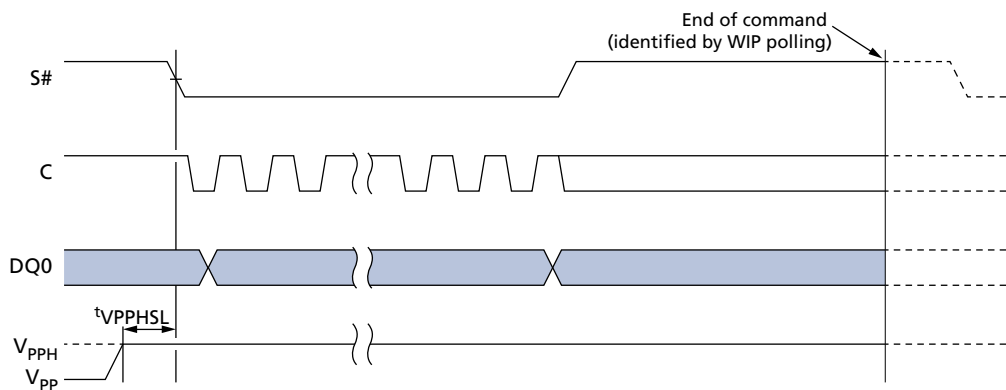 End of command
(identified by WIP polling)
S#
C
DQ0
tVPPHSL
VPPH
VPP